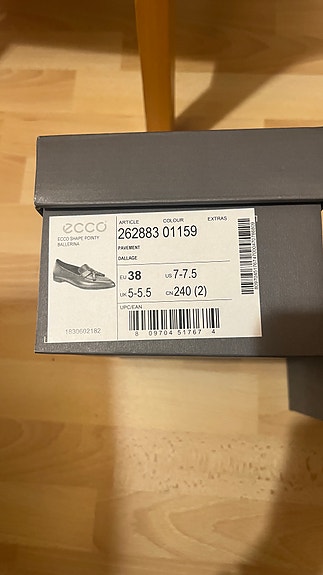 ecco
ECCO SHAPE POINTY
BALLERINA
1830602182
ARTICLE COLOUR EXTRAS
262883 01159
PAVEMENT
DALLAGE
EU 38 US 7-7.5
UK 5-5.5 CN 240 (2)
UPC/EAN
8 09704 51767 4